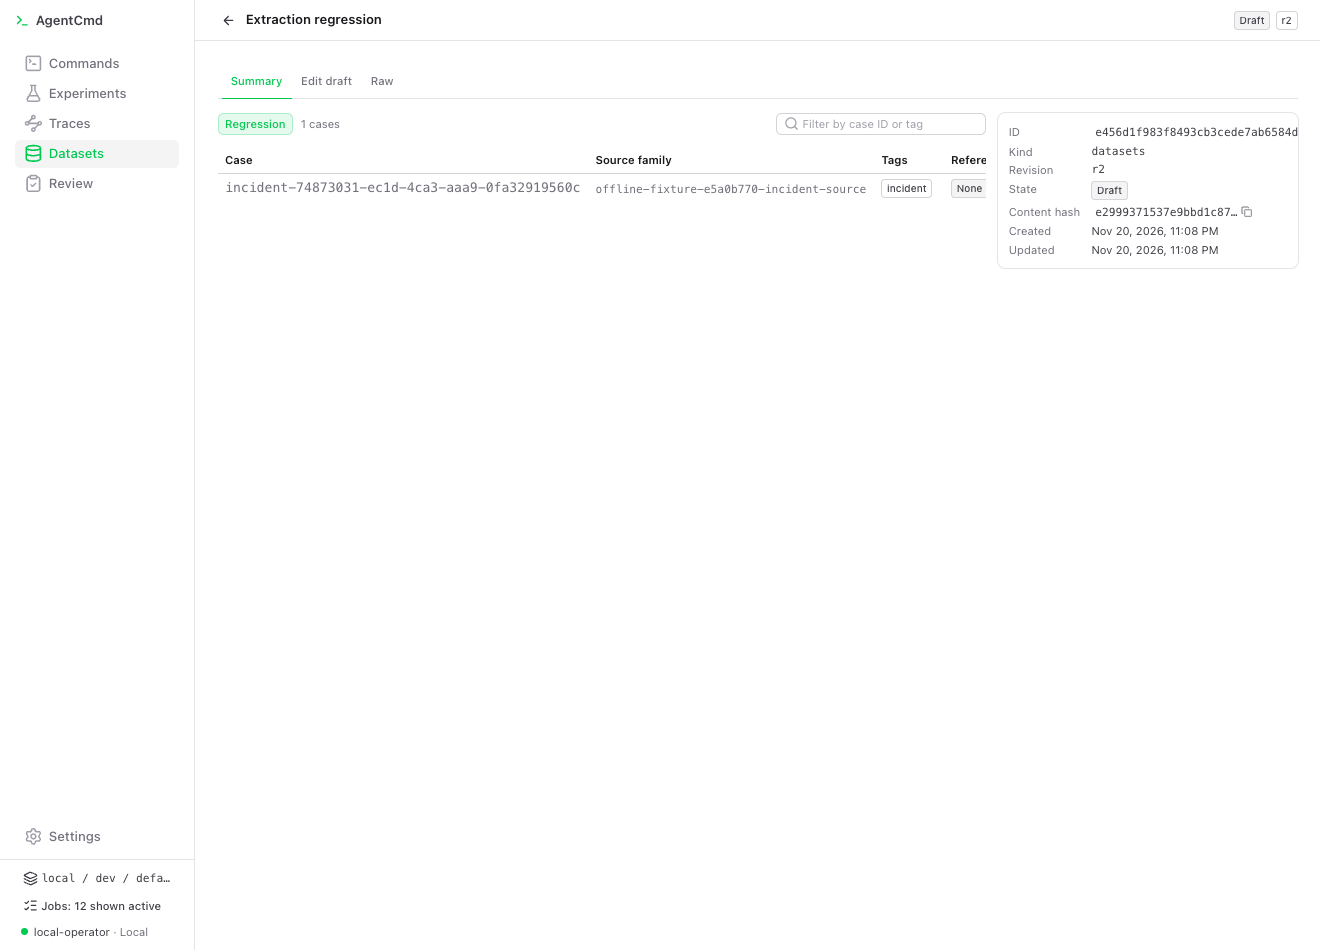 AgentCmd
Extraction regression
Draft
r2
Commands
Experiments
Traces
Datasets
Review
Summary
Edit draft
Raw
Regression
1 cases
Filter by case ID or tag
Case
Source family
Tags
Refere
incident-74873031-ec1d-4ca3-aaa9-0fa32919560c
offline-fixture-e5a0b770-incident-source
incident
None
ID e456d1f983f8493cb3cede7ab6584d
Kind datasets
Revision r2
State Draft
Content hash e2999371537e9bbd1c87…
Created Nov 20, 2026, 11:08 PM
Updated Nov 20, 2026, 11:08 PM
Settings
local / dev / defa…
Jobs: 12 shown active
local-operator · Local